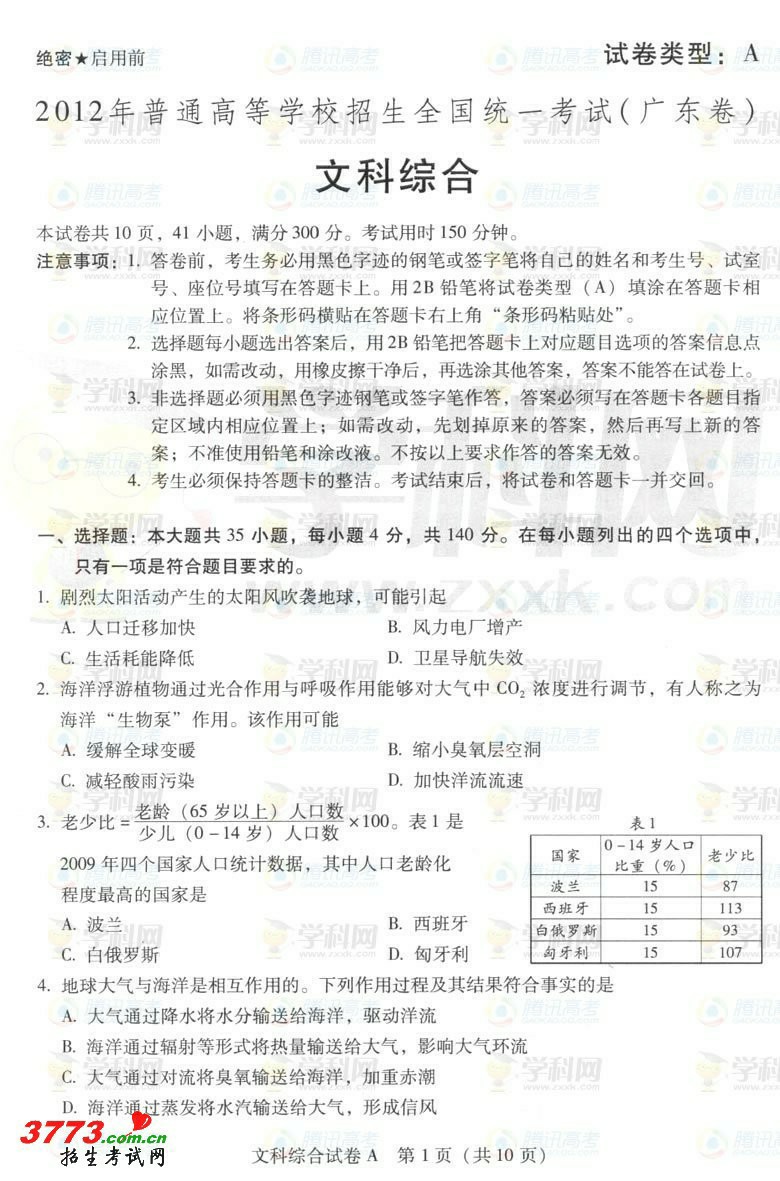 绝密★启用前
试卷类型：A
2012年普通高等学校招生全国统一考试(广东卷)
文科综合
本试卷共 10 页，41 小题，满分 300 分。考试用时 150 分钟。
注意事项：1. 答卷前，考生务必用黑色字迹的钢笔或签字笔将自己的姓名和考生号、试室
号、座位号填写在答题卡上。用 2B 铅笔将试卷类型（A）填涂在答题卡相
应位置上。将条形码横贴在答题卡右上角“条形码粘贴处”。
2. 选择题每小题选出答案后，用 2B 铅笔把答题卡上对应题目选项的答案信息点
涂黑，如需改动，用橡皮擦干净后，再选涂其他答案，答案不能答在试卷上。
3. 非选择题必须用黑色字迹钢笔或签字笔作答，答案必须写在答题卡各题目指
定区域内相应位置上；如需改动，先划掉原来的答案，然后再写上新的答
案；不准使用铅笔和涂改液。不按以上要求作答的答案无效。
4. 考生必须保持答题卡的整洁。考试结束后，将试卷和答题卡一并交回。
一、选择题：本大题共 35 小题，每小题 4 分，共 140 分。在每小题列出的四个选项中，
只有一项是符合题目要求的。
1. 剧烈太阳活动产生的太阳风吹袭地球，可能引起
A. 人口迁移加快 B. 风力电厂增产
C. 生活耗能降低 D. 卫星导航失效
2. 海洋浮游植物通过光合作用与呼吸作用能够对大气中 CO₂ 浓度进行调节，有人称之为
海洋“生物泵”作用。该作用可能
A. 缓解全球变暖 B. 缩小臭氧层空洞
C. 减轻酸雨污染 D. 加快洋流流速
3. 老少比 = 老龄（65 岁以上）人口数 / 少儿（0－14 岁）人口数 ×100。表 1 是
2009 年四个国家人口统计数据，其中人口老龄化
程度最高的国家是
A. 波兰 B. 西班牙
C. 白俄罗斯 D. 匈牙利
表 1
国家 0－14 岁人口比重（%） 老少比
波兰 15 87
西班牙 15 113
白俄罗斯 15 93
匈牙利 15 107
4. 地球大气与海洋是相互作用的。下列作用过程及其结果符合事实的是
A. 大气通过降水将水分输送给海洋，驱动洋流
B. 海洋通过辐射等形式将热量输送给大气，影响大气环流
C. 大气通过对流将臭氧输送给海洋，加重赤潮
D. 海洋通过蒸发将水汽输送给大气，形成信风
3773.com.cn
招生考试网
文科综合试卷 A 第 1 页（共 10 页）
学科网
www.zxxk.com
腾讯高考